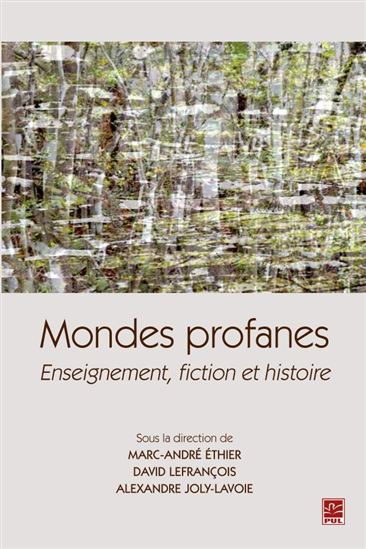 Mondes profanes
Enseignement, fiction et histoire
Sous la direction de
MARC-ANDRÉ ÉTHIER
DAVID LEFRANÇOIS
ALEXANDRE JOLY-LAVOIE
PUL